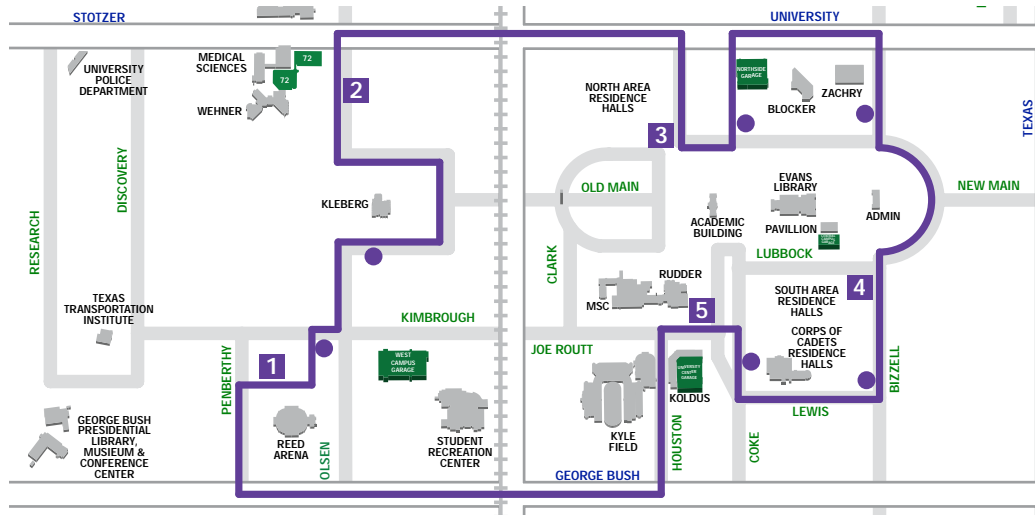 STOTZER
UNIVERSITY
MEDICAL
SCIENCES
72
72
UNIVERSITY
POLICE
DEPARTMENT
WEHNER
2
NORTHSIDE
GARAGE
ZACHRY
BLOCKER
NORTH AREA
RESIDENCE
HALLS
3
TEXAS
DISCOVERY
RESEARCH
KLEBERG
OLD MAIN
EVANS
LIBRARY
NEW MAIN
ADMIN
ACADEMIC
BUILDING
PAVILLION
LUBBOCK
CLARK
RUDDER
MSC
5
4
SOUTH AREA
RESIDENCE
HALLS
CORPS OF
CADETS
RESIDENCE
HALLS
TEXAS
TRANSPORTATION
INSTITUTE
KIMBROUGH
JOE ROUTT
1
WEST
CAMPUS
GARAGE
UNIVERSITY
CENTER
GARAGE
KOLDUS
BIZZELL
LEWIS
PENBERTHY
GEORGE BUSH
PRESIDENTIAL
LIBRARY,
MUSEUM &
CONFERENCE
CENTER
REED
ARENA
OLSEN
STUDENT
RECREATION
CENTER
KYLE
FIELD
HOUSTON
COKE
GEORGE BUSH